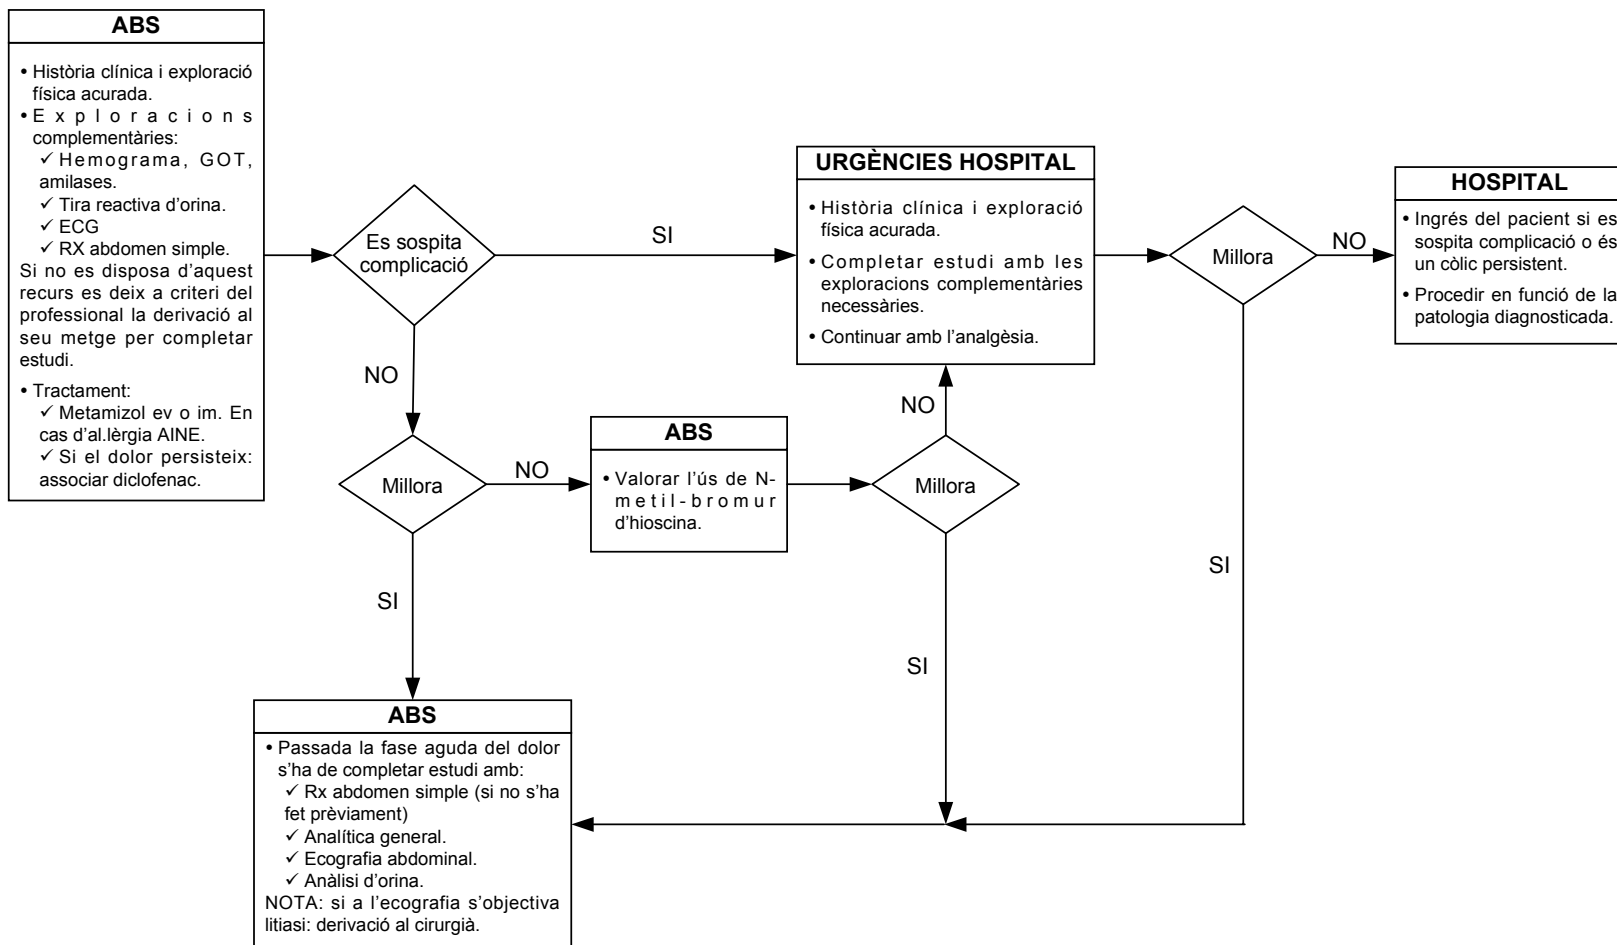 ABS
• Història clínica i exploració
física acurada.
• Exploracions
complementàries:
✓ Hemograma, GOT,
amilases.
✓ Tira reactiva d'orina.
✓ ECG
✓ RX abdomen simple.
Si no es disposa d'aquest
recurs es deix a criteri del
professional la derivació al
seu metge per completar
estudi.
• Tractament:
✓ Metamizol ev o im. En
cas d'al.lèrgia AINE.
✓ Si el dolor persisteix:
associar diclofenac.
Es sospita
complicació
SI
NO
URGÈNCIES HOSPITAL
• Història clínica i exploració
física acurada.
• Completar estudi amb les
exploracions complementàries
necessàries.
• Continuar amb l'analgèsia.
Millora
NO
SI
HOSPITAL
• Ingrés del pacient si es
sospita complicació o és
un còlic persistent.
• Procedir en funció de la
patologia diagnosticada.
Millora
NO
SI
ABS
• Valorar l'ús de N-
metil-bromur
d'hioscina.
Millora
NO
SI
ABS
• Passada la fase aguda del dolor
s'ha de completar estudi amb:
✓ Rx abdomen simple (si no s'ha
fet prèviament)
✓ Analítica general.
✓ Ecografia abdominal.
✓ Anàlisi d'orina.
NOTA: si a l'ecografia s'objectiva
litiasi: derivació al cirurgià.